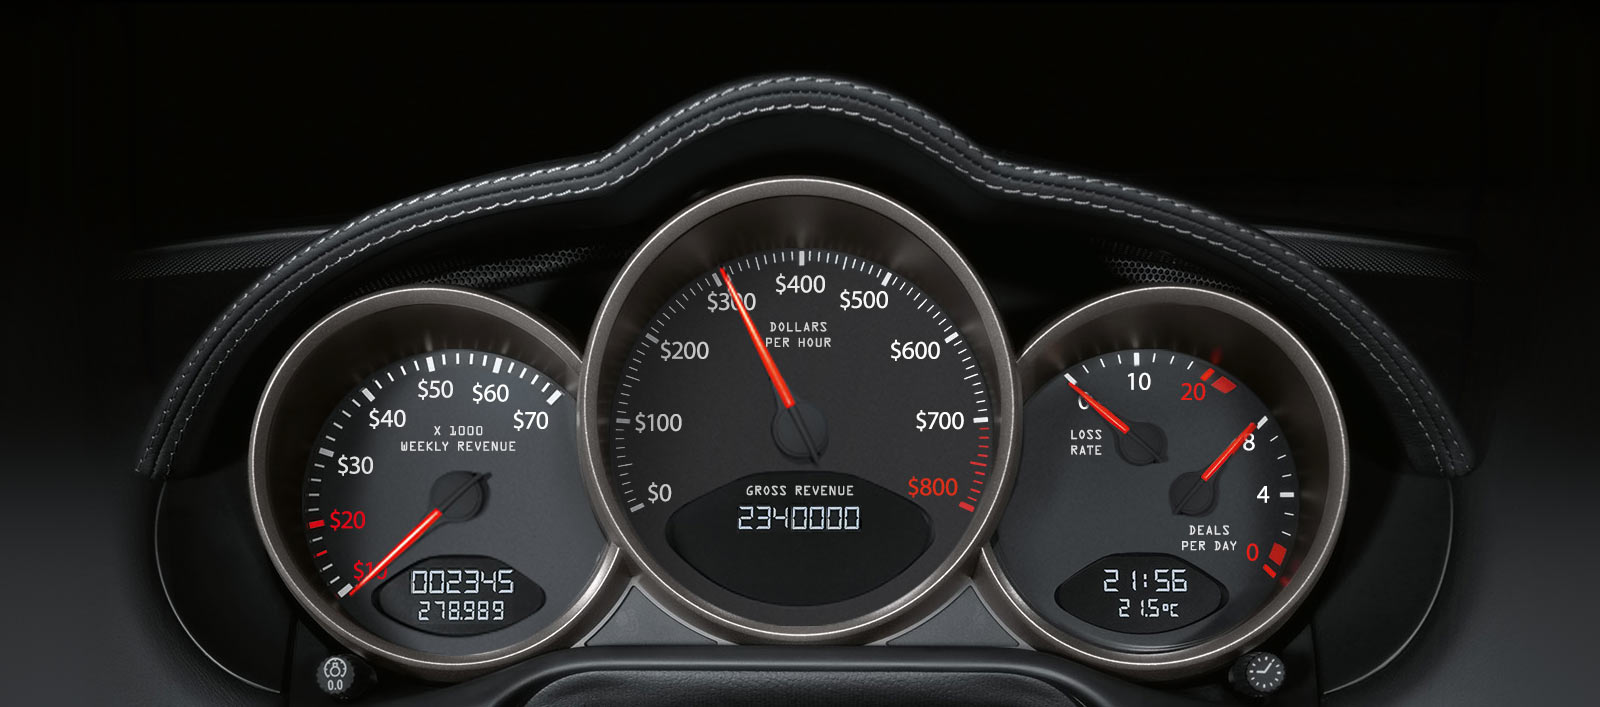 $400
$300 $500
DOLLARS
PER HOUR
$200 $600
$100 $700
$0 $800
GROSS REVENUE
2340000
$50 $60
$40 $70
X 1000
WEEKLY REVENUE
$30
$20
002345
278.989
10
20
LOSS
RATE
8
4
DEALS
PER DAY
0
21:56
21.5°C
0.0